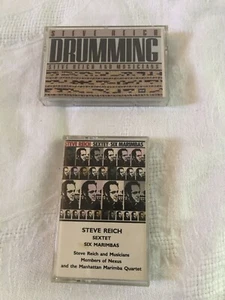 STEVE REICH
DRUMMING
STEVE REICH AND MUSICIANS
STEVE REICH SEXTET SIX MARIMBAS
STEVE REICH
SEXTET
SIX MARIMBAS
Steve Reich and Musicians
Members of Nexus
and the Manhattan Marimba Quartet